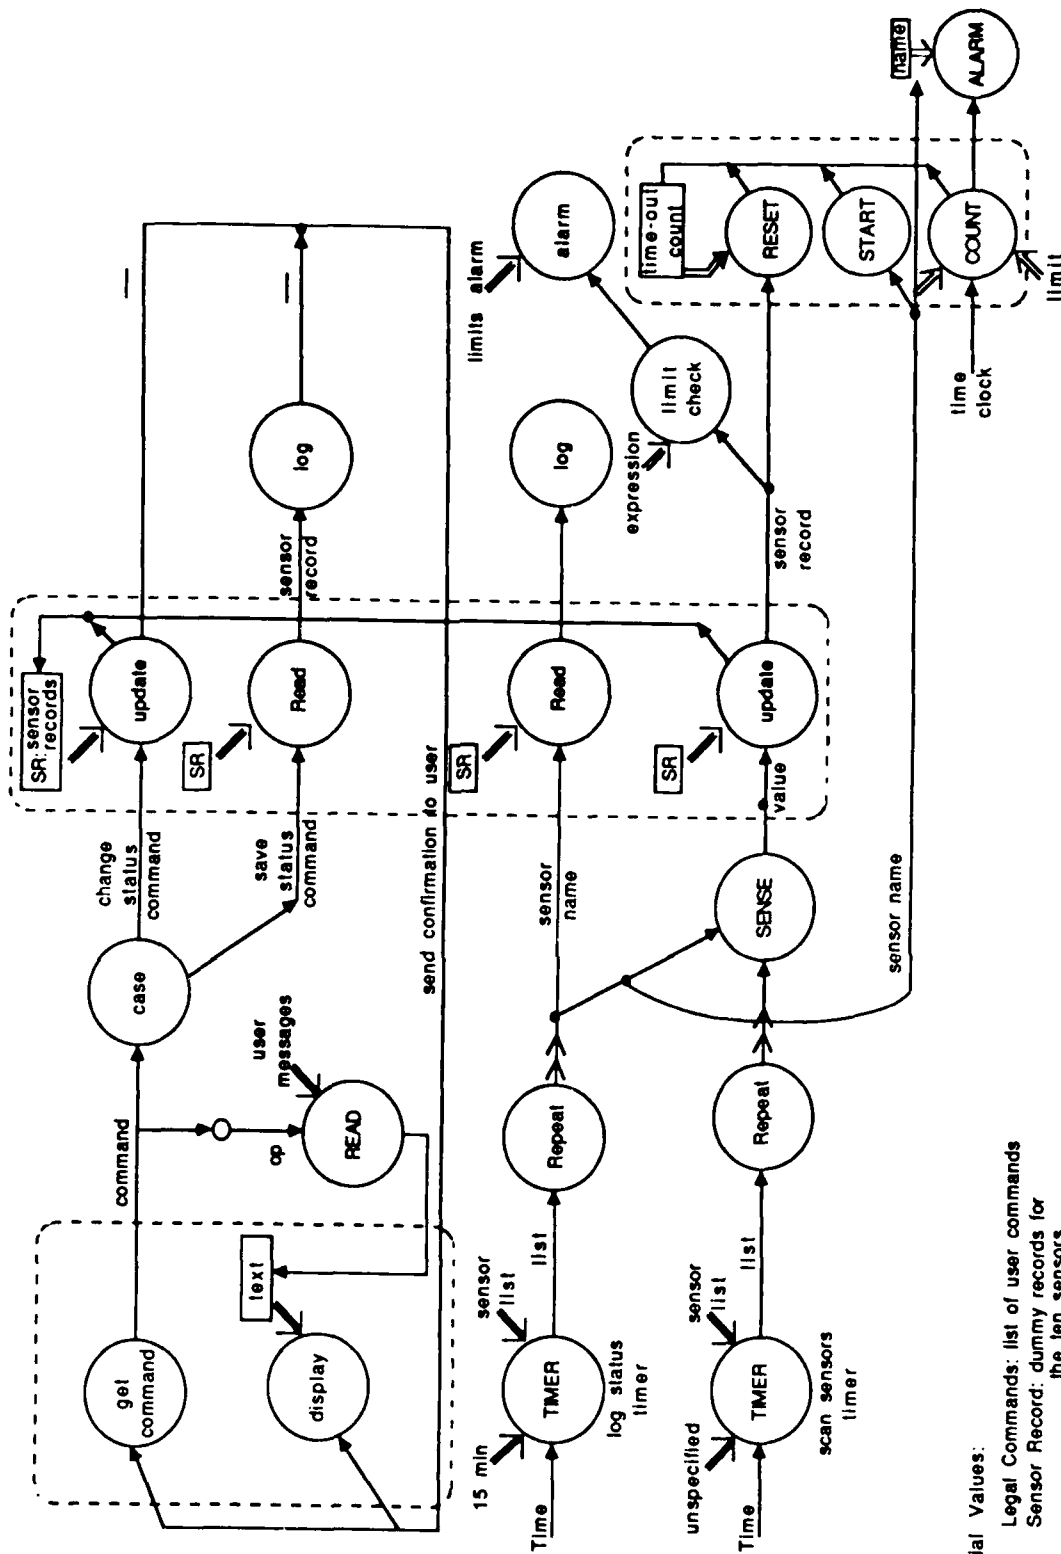 get
command
command
case
change
status
command
SR:sensor
records
update
save
status
command
SR
Read
sensor
record
log
display
text
op
READ
user
messages
send confirmation to user
15 min
Time
TIMER
sensor
list
log status
timer
list
Repeat
sensor
name
SR
Read
log
limits alarm
alarm
expression
limit
check
unspecified
Time
TIMER
sensor
list
scan sensors
timer
list
Repeat
SENSE
value
SR
update
sensor
record
time-out
count
RESET
START
COUNT
time
clock
limit
sensor name
name
ALARM
ial Values:
Legal Commands: list of user commands
Sensor Record: dummy records for
the ten sensors